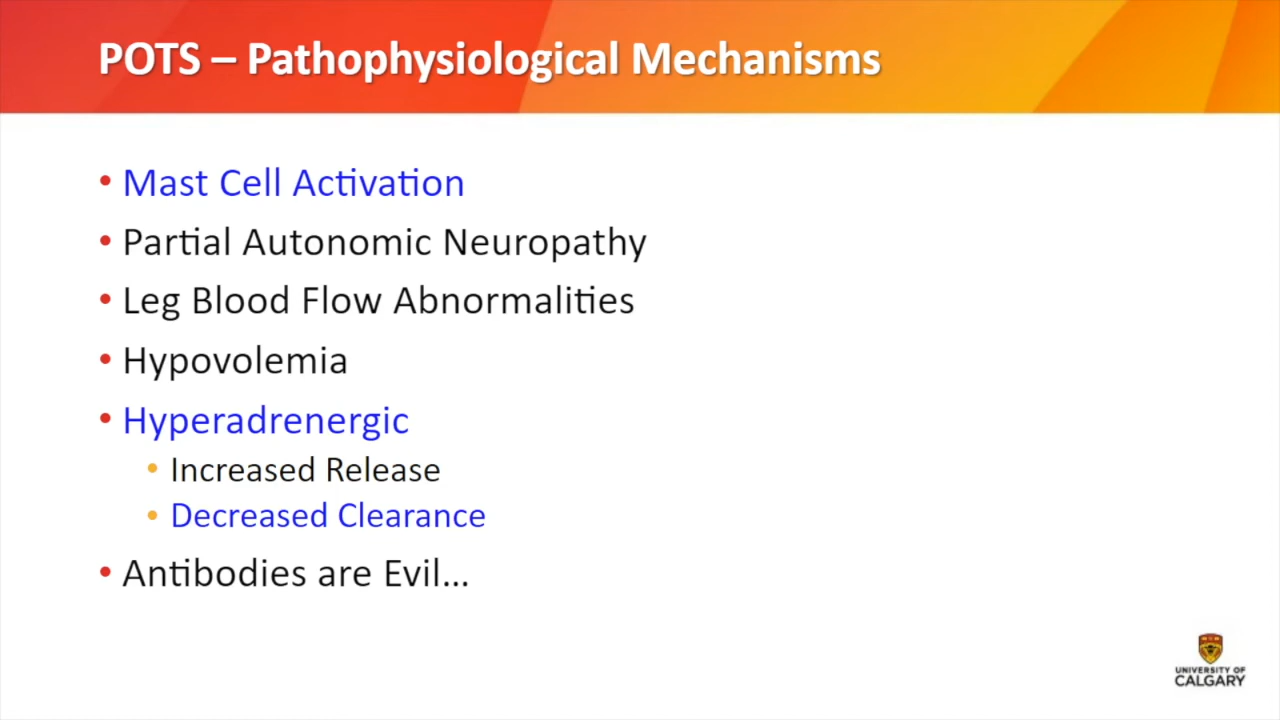 POTS – Pathophysiological Mechanisms
• Mast Cell Activation
• Partial Autonomic Neuropathy
• Leg Blood Flow Abnormalities
• Hypovolemia
• Hyperadrenergic
• Increased Release
• Decreased Clearance
• Antibodies are Evil…
UNIVERSITY OF
CALGARY